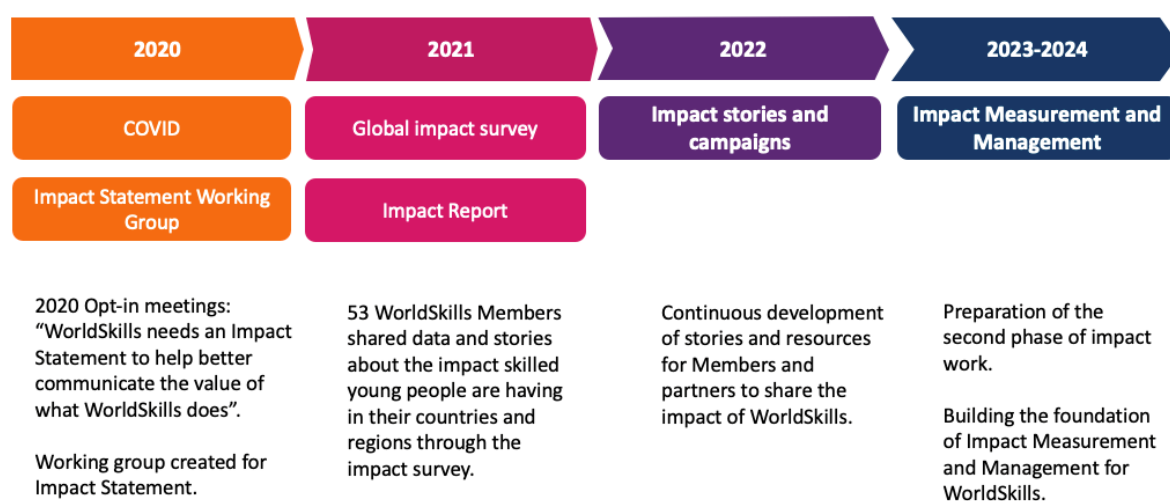 2020
2021
2022
2023-2024
COVID
Global impact survey
Impact stories and
campaigns
Impact Measurement and
Management
Impact Statement Working
Group
Impact Report
2020 Opt-in meetings:
“WorldSkills needs an Impact
Statement to help better
communicate the value of
what WorldSkills does”.
Working group created for
Impact Statement.
53 WorldSkills Members
shared data and stories
about the impact skilled
young people are having
in their countries and
regions through the
impact survey.
Continuous development
of stories and resources
for Members and
partners to share the
impact of WorldSkills.
Preparation of the
second phase of impact
work.
Building the foundation
of Impact Measurement
and Management for
WorldSkills.